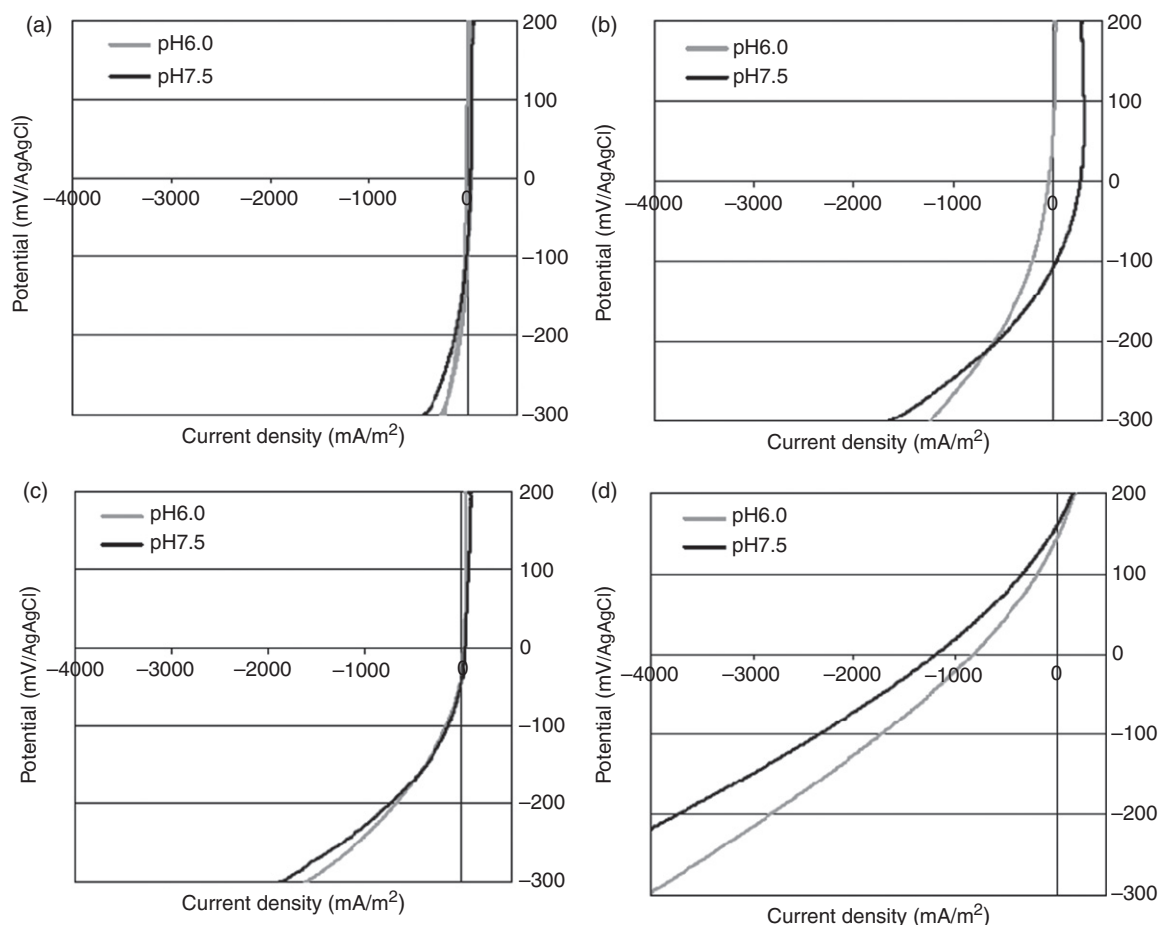 (a)
pH6.0
pH7.5
200
100
0
–100
–200
–300
–4000 –3000 –2000 –1000 0
Potential (mV/AgAgCl)
Current density (mA/m²)
(b)
pH6.0
pH7.5
200
100
0
–100
–200
–300
–4000 –3000 –2000 –1000 0
Potential (mV/AgAgCl)
Current density (mA/m²)
(c)
pH6.0
pH7.5
200
100
0
–100
–200
–300
–4000 –3000 –2000 –1000 0
Potential (mV/AgAgCl)
Current density (mA/m²)
(d)
pH6.0
pH7.5
200
100
0
–100
–200
–300
–4000 –3000 –2000 –1000 0
Potential (mV/AgAgCl)
Current density (mA/m²)